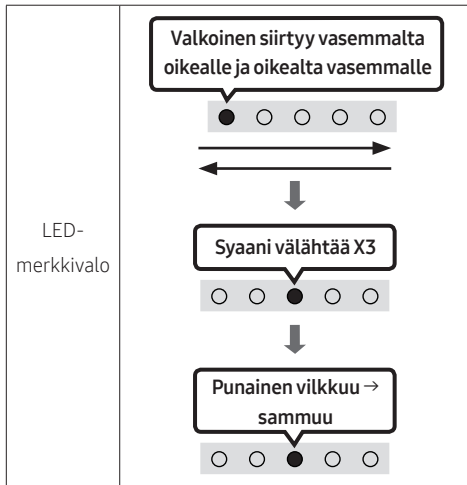 Valkoinen siirtyy vasemmalta
oikealle ja oikealta vasemmalle
LED-
merkkivalo
Syaani välähtää X3
Punainen vilkkuu →
sammuu